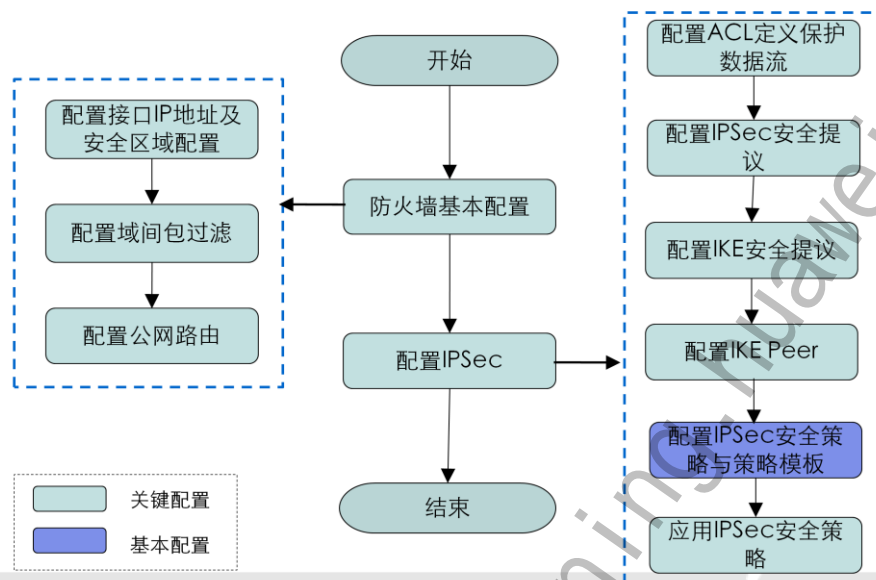 开始
防火墙基本配置
配置IPSec
结束
配置接口IP地址及
安全区域配置
配置域间包过滤
配置公网路由
配置ACL定义保护
数据流
配置IPSec安全提
议
配置IKE安全提议
配置IKE Peer
配置IPSec安全策
略与策略模板
应用IPSec安全策
略
关键配置
基本配置
ning.huawei